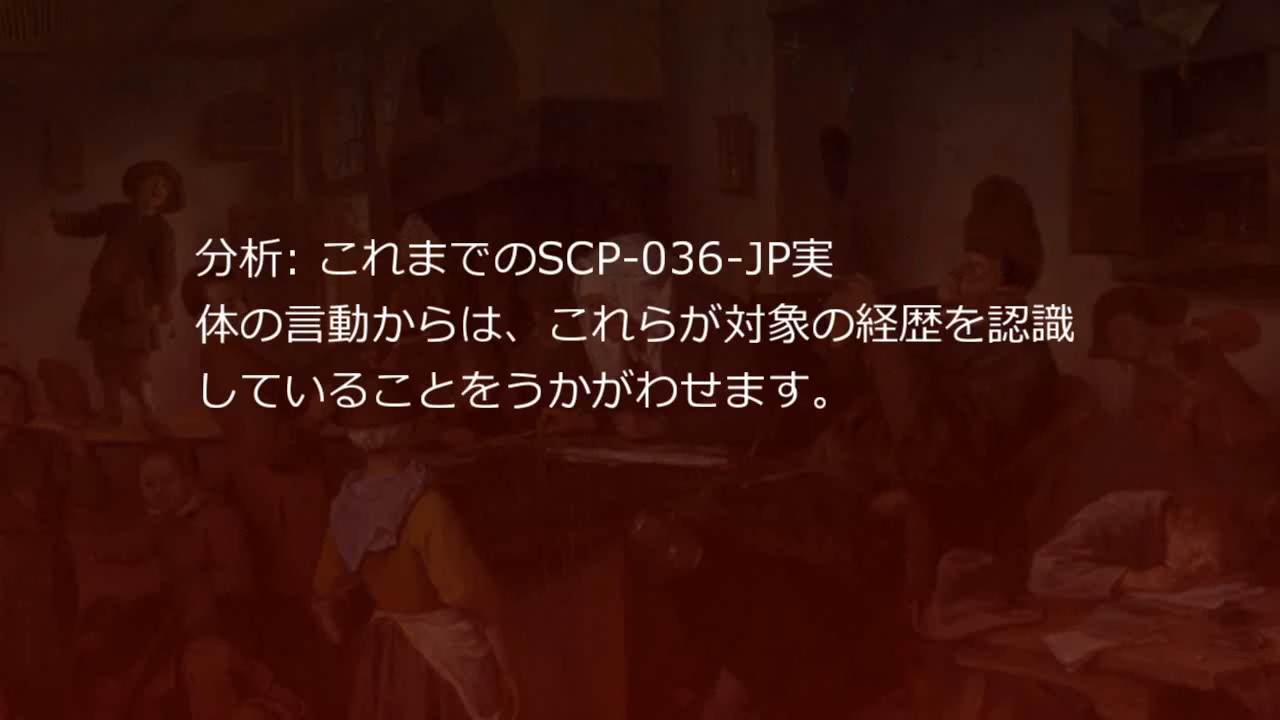 分析: これまでのSCP-036-JP実
体の言動からは、これらが対象の経歴を認識
していることをうかがわせます。